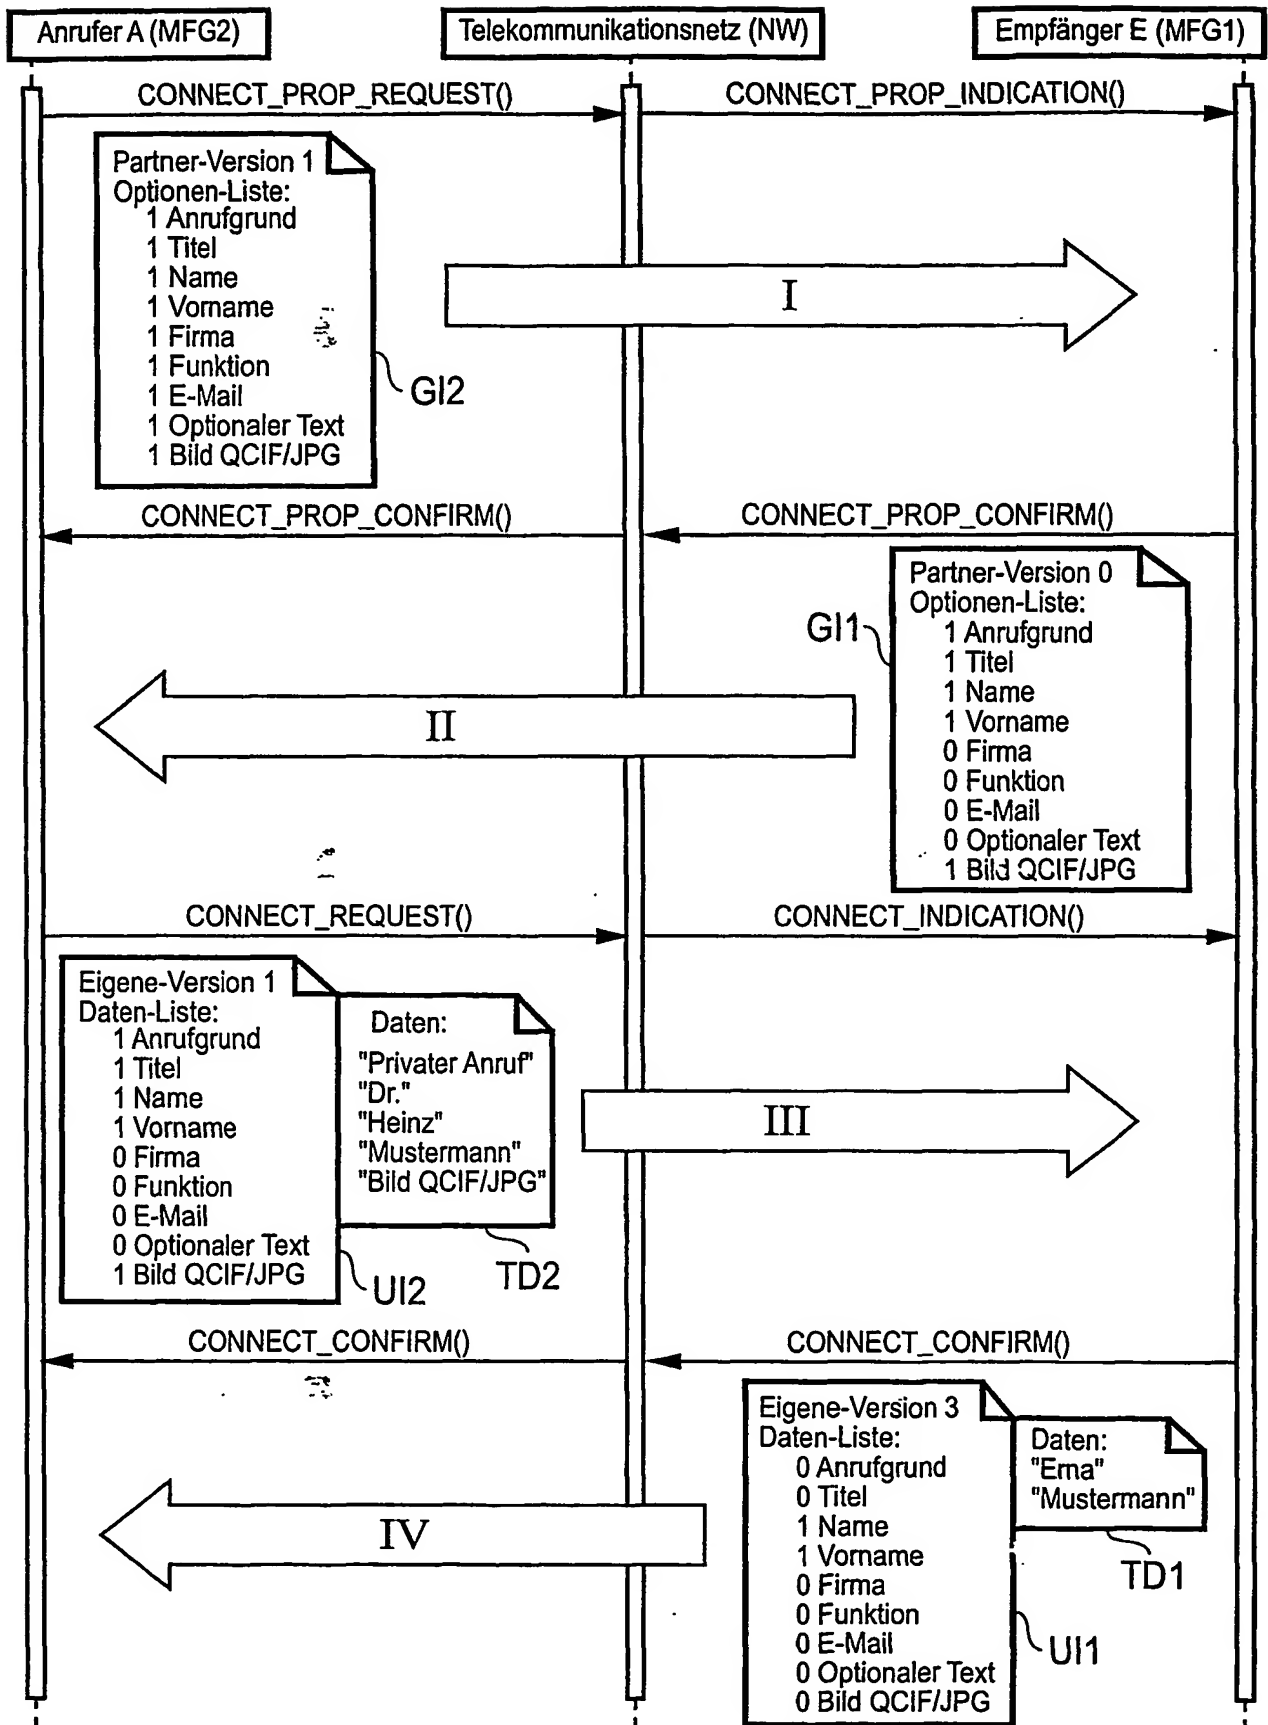 Anrufer A (MFG2)
Telekommunikationsnetz (NW)
Empfänger E (MFG1)
CONNECT_PROP_REQUEST()
CONNECT_PROP_INDICATION()
Partner-Version 1
Optionen-Liste:
1 Anrufgrund
1 Titel
1 Name
1 Vorname
1 Firma
1 Funktion
1 E-Mail
1 Optionaler Text
1 Bild QCIF/JPG
GI2
I
CONNECT_PROP_CONFIRM()
CONNECT_PROP_CONFIRM()
Partner-Version 0
Optionen-Liste:
1 Anrufgrund
1 Titel
1 Name
1 Vorname
0 Firma
0 Funktion
0 E-Mail
0 Optionaler Text
1 Bild QCIF/JPG
GI1
II
CONNECT_REQUEST()
CONNECT_INDICATION()
Eigene-Version 1
Daten-Liste:
1 Anrufgrund
1 Titel
1 Name
1 Vorname
0 Firma
0 Funktion
0 E-Mail
0 Optionaler Text
1 Bild QCIF/JPG
UI2
Daten:
"Privater Anruf"
"Dr."
"Heinz"
"Mustermann"
"Bild QCIF/JPG"
TD2
III
CONNECT_CONFIRM()
CONNECT_CONFIRM()
Eigene-Version 3
Daten-Liste:
0 Anrufgrund
0 Titel
1 Name
1 Vorname
0 Firma
0 Funktion
0 E-Mail
0 Optionaler Text
0 Bild QCIF/JPG
UI1
Daten:
"Erna"
"Mustermann"
TD1
IV